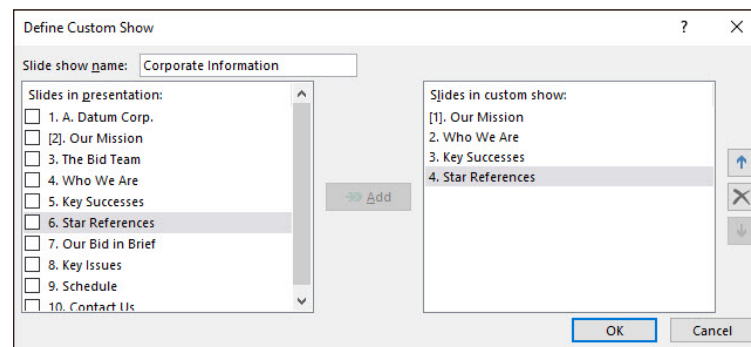 Define Custom Show
?
Slide show name: Corporate Information
Slides in presentation:
1. A. Datum Corp.
[2]. Our Mission
3. The Bid Team
4. Who We Are
5. Key Successes
6. Star References
7. Our Bid in Brief
8. Key Issues
9. Schedule
10. Contact Us
Add
Slides in custom show:
[1]. Our Mission
2. Who We Are
3. Key Successes
4. Star References
OK
Cancel